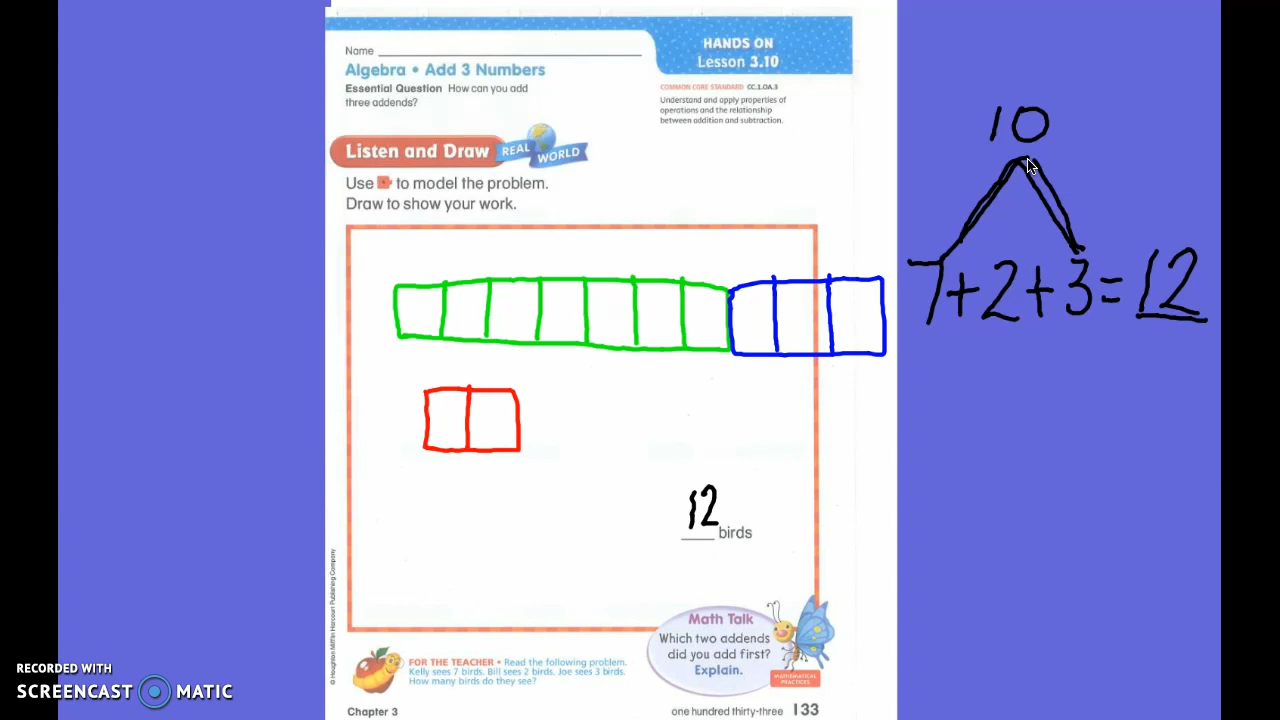 Name
HANDS ON
Lesson 3.10
Algebra • Add 3 Numbers
Essential Question How can you add
three addends?
COMMON CORE STANDARD CC.1.OA.3
Understand and apply properties of
operations and the relationship
between addition and subtraction.
Listen and Draw
REAL WORLD
Use to model the problem.
Draw to show your work.
10
7+2+3=12
12 birds
Math Talk
Which two addends
did you add first?
Explain.
MATHEMATICAL
PRACTICES
© Houghton Mifflin Harcourt Publishing Company
FOR THE TEACHER • Read the following problem.
Kelly sees 7 birds. Bill sees 2 birds. Joe sees 3 birds.
How many birds do they see?
Chapter 3
one hundred thirty-three 133
RECORDED WITH
SCREENCAST MATIC